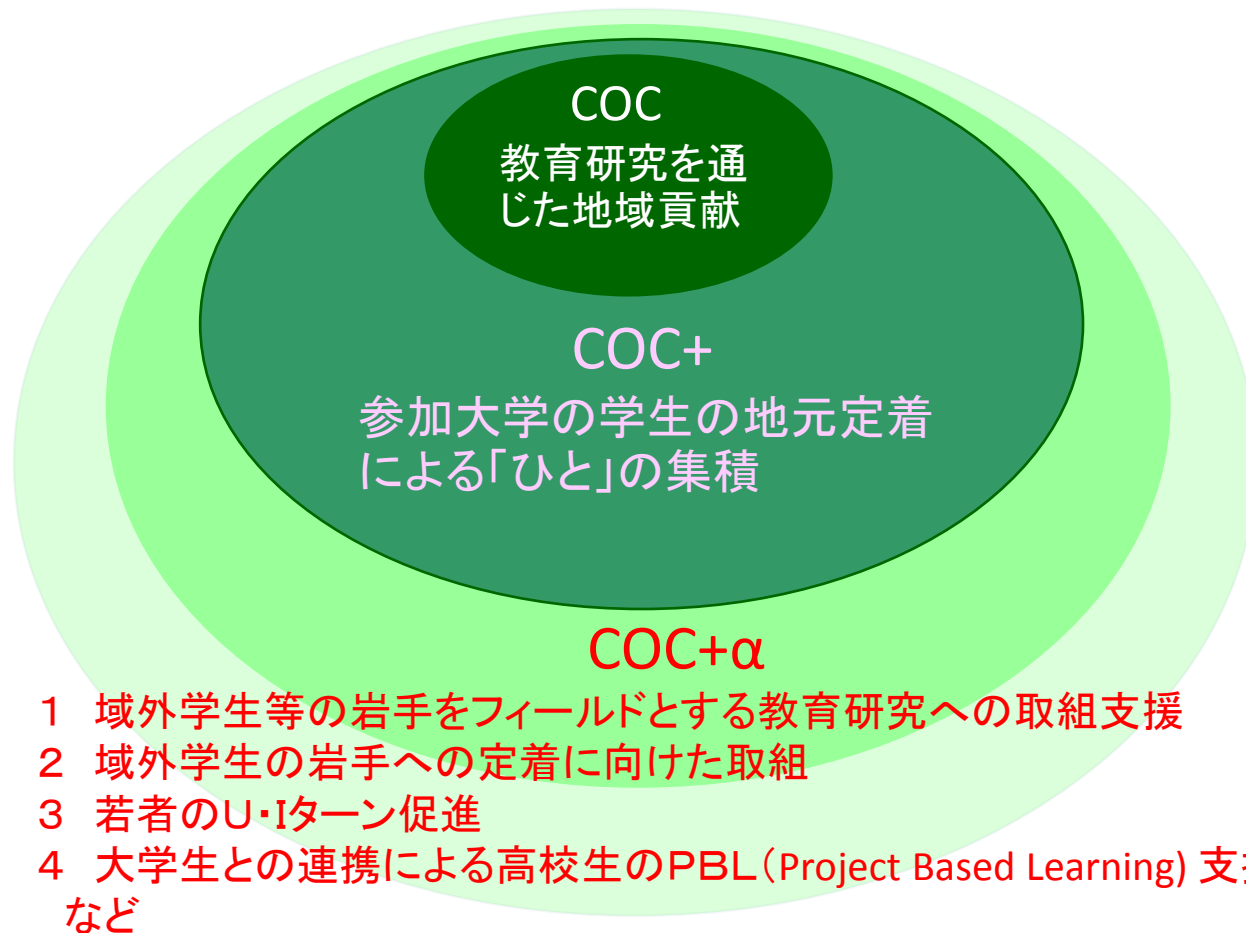 COC
教育研究を通
じた地域貢献
COC+
参加大学の学生の地元定着
による「ひと」の集積
COC+α
１　域外学生等の岩手をフィールドとする教育研究への取組支援
２　域外学生の岩手への定着に向けた取組
３　若者のU・Iターン促進
４　大学生との連携による高校生のＰＢＬ（Project Based Learning) 支
など